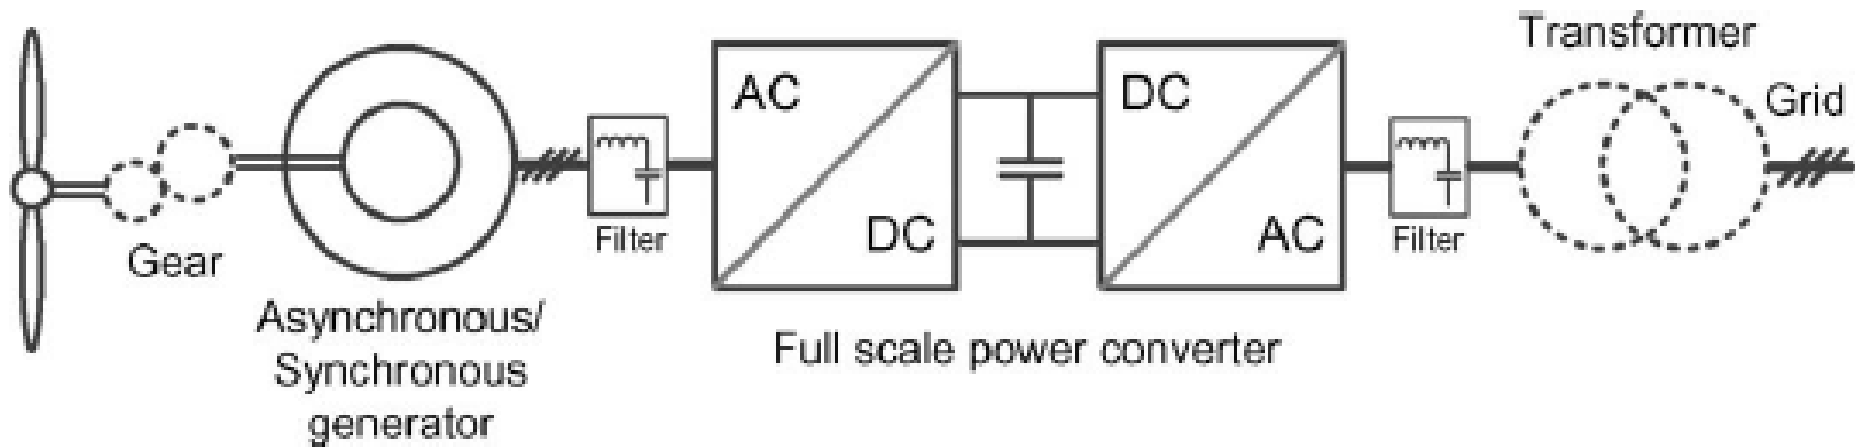 Transformer
Grid
AC
DC
DC
AC
Filter
Filter
Gear
Asynchronous/
Synchronous
generator
Full scale power converter